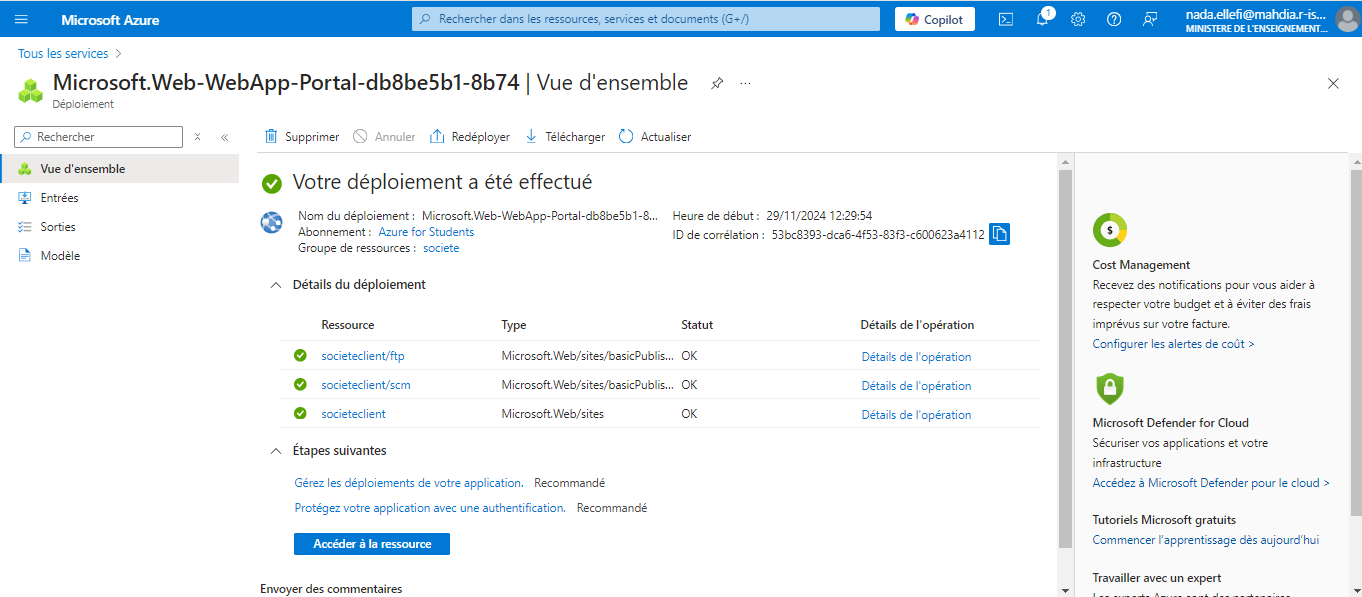 Microsoft Azure
Rechercher dans les ressources, services et documents (G+/)
Copilot
1
nada.ellefi@mahdia.r-is...
MINISTERE DE L'ENSEIGNEMENT...
Tous les services >
Microsoft.Web-WebApp-Portal-db8be5b1-8b74 | Vue d'ensemble
Déploiement
Rechercher
Supprimer
Annuler
Redéployer
Télécharger
Actualiser
Vue d'ensemble
Entrées
Sorties
Modèle
Votre déploiement a été effectué
Nom du déploiement : Microsoft.Web-WebApp-Portal-db8be5b1-8...
Abonnement : Azure for Students
Groupe de ressources : societe
Heure de début : 29/11/2024 12:29:54
ID de corrélation : 53bc8393-dca6-4f53-83f3-c600623a4112
Détails du déploiement
Ressource Type Statut Détails de l'opération
societeclient/ftp Microsoft.Web/sites/basicPublis... OK Détails de l'opération
societeclient/scm Microsoft.Web/sites/basicPublis... OK Détails de l'opération
societeclient Microsoft.Web/sites OK Détails de l'opération
Étapes suivantes
Gérez les déploiements de votre application. Recommandé
Protégez votre application avec une authentification. Recommandé
Accéder à la ressource
Envoyer des commentaires
$
Cost Management
Recevez des notifications pour vous aider à
respecter votre budget et à éviter des frais
imprévus sur votre facture.
Configurer les alertes de coût >
Microsoft Defender for Cloud
Sécuriser vos applications et votre
infrastructure
Accédez à Microsoft Defender pour le cloud >
Tutoriels Microsoft gratuits
Commencer l'apprentissage dès aujourd'hui
Travailler avec un expert
Les experts Azure sont des partenaires